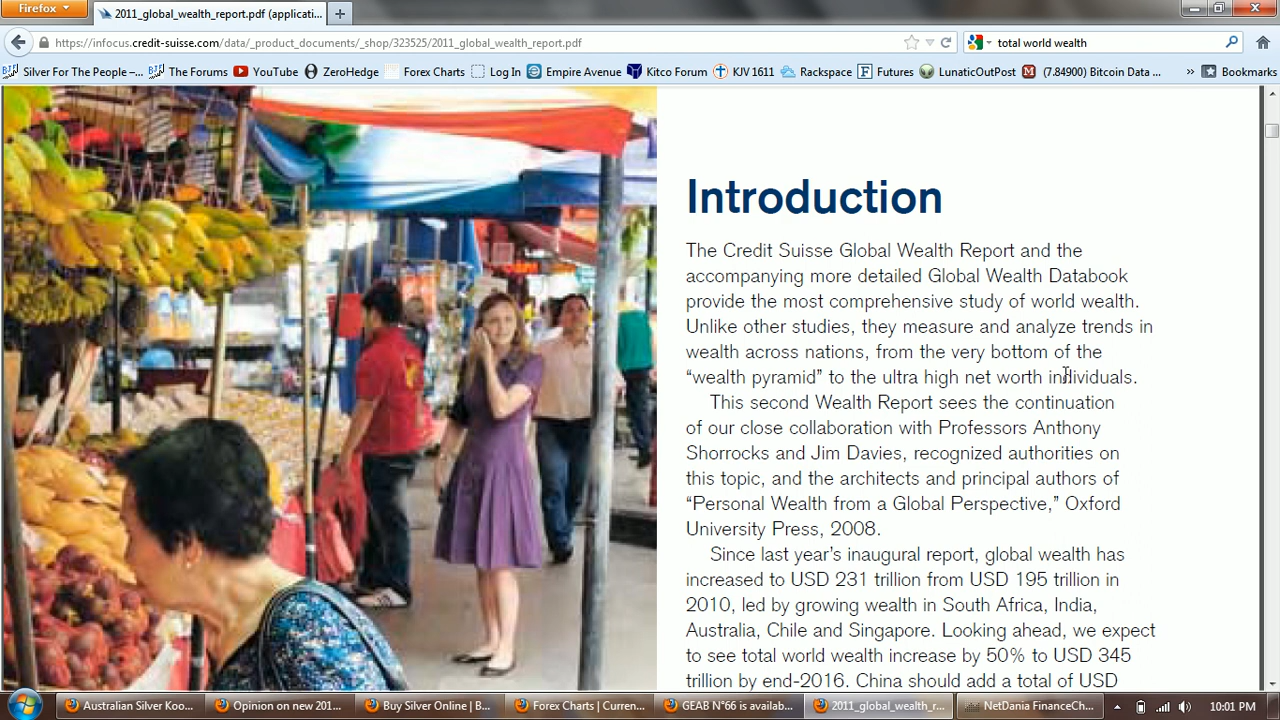 Firefox
2011_global_wealth_report.pdf (applicati...
https://infocus.credit-suisse.com/data/_product_documents/_shop/323525/2011_global_wealth_report.pdf
total world wealth
Silver For The People –... The Forums YouTube ZeroHedge Forex Charts Log In Empire Avenue Kitco Forum KJV 1611 Rackspace Futures LunaticOutPost (7.84900) Bitcoin Data ... » Bookmarks
Introduction
The Credit Suisse Global Wealth Report and the
accompanying more detailed Global Wealth Databook
provide the most comprehensive study of world wealth.
Unlike other studies, they measure and analyze trends in
wealth across nations, from the very bottom of the
“wealth pyramid” to the ultra high net worth individuals.
This second Wealth Report sees the continuation
of our close collaboration with Professors Anthony
Shorrocks and Jim Davies, recognized authorities on
this topic, and the architects and principal authors of
“Personal Wealth from a Global Perspective,” Oxford
University Press, 2008.
Since last year’s inaugural report, global wealth has
increased to USD 231 trillion from USD 195 trillion in
2010, led by growing wealth in South Africa, India,
Australia, Chile and Singapore. Looking ahead, we expect
to see total world wealth increase by 50% to USD 345
trillion by end-2016. China should add a total of USD
Australian Silver Koo... Opinion on new 201... Buy Silver Online | B... Forex Charts | Curren... GEAB N°66 is availab... 2011_global_wealth_r... NetDania FinanceCh... 10:01 PM